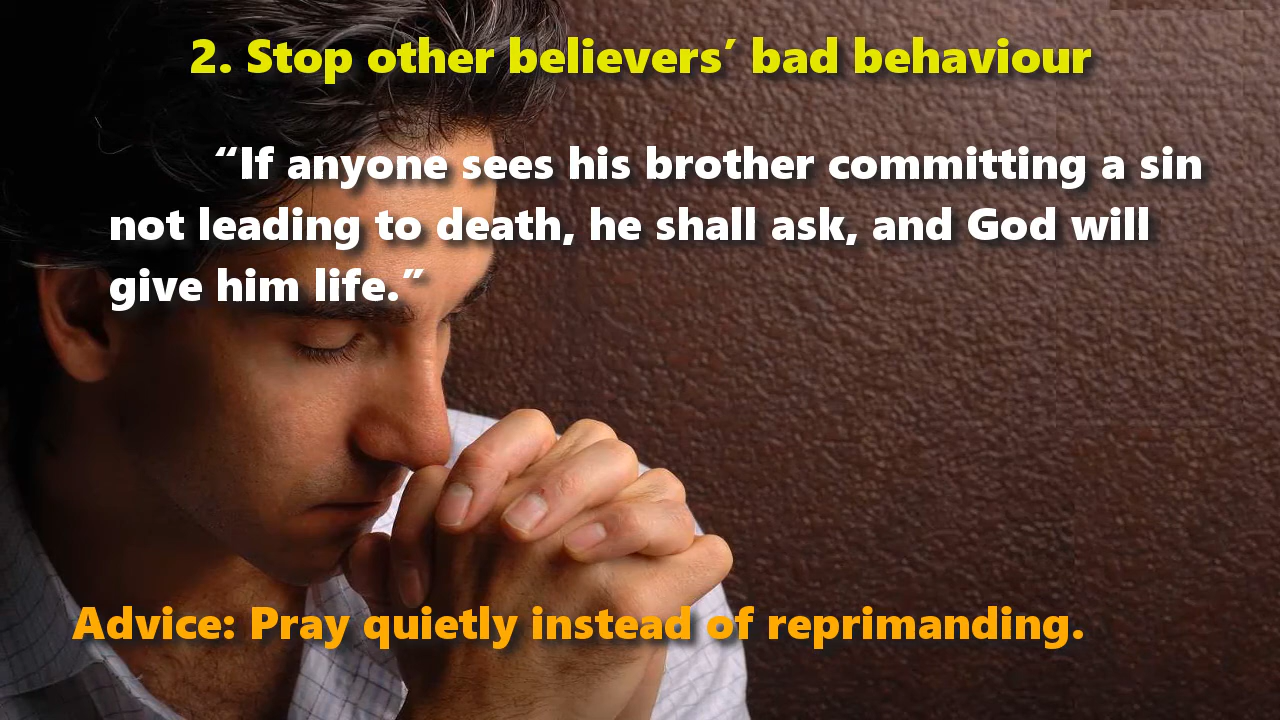 2. Stop other believers’ bad behaviour
“If anyone sees his brother committing a sin
not leading to death, he shall ask, and God will
give him life.”
Advice: Pray quietly instead of reprimanding.